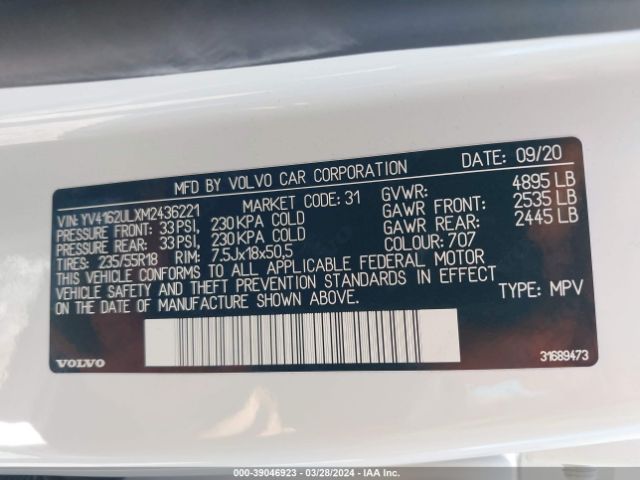 MFD BY VOLVO CAR CORPORATION DATE: 09/20
VIN: YV4162ULXM2436221 MARKET CODE: 31 GVWR: 4895 LB
PRESSURE FRONT: 33 PSI, 230 KPA COLD GAWR FRONT: 2535 LB
PRESSURE REAR: 33 PSI, 230 KPA COLD GAWR REAR: 2445 LB
TIRES: 235/55R18 RIM: 7,5Jx18x50,5 COLOUR: 707
THIS VEHICLE CONFORMS TO ALL APPLICABLE FEDERAL MOTOR
VEHICLE SAFETY AND THEFT PREVENTION STANDARDS IN EFFECT
ON THE DATE OF MANUFACTURE SHOWN ABOVE. TYPE: MPV
VOLVO 31689473
000-39046923 | 03/28/2024 | IAA Inc.